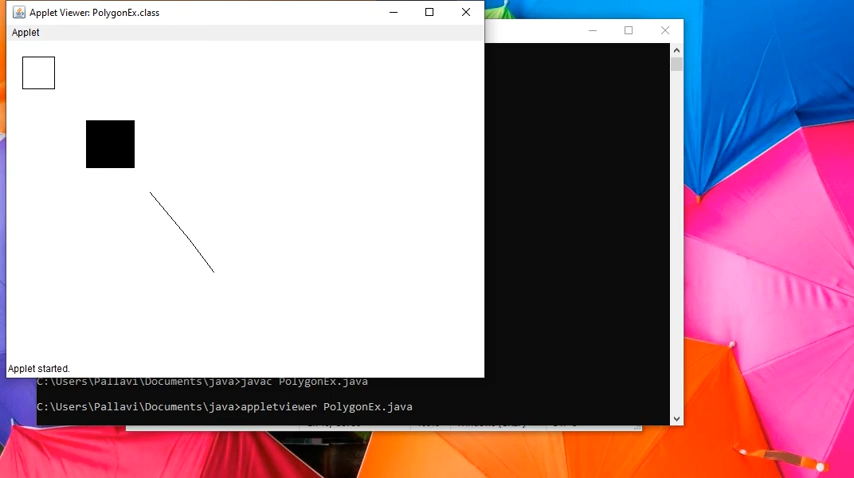 Applet Viewer: PolygonEx.class
Applet
Applet started.
C:\Users\Pallavi\Documents\java>javac PolygonEx.java
C:\Users\Pallavi\Documents\java>appletviewer PolygonEx.java